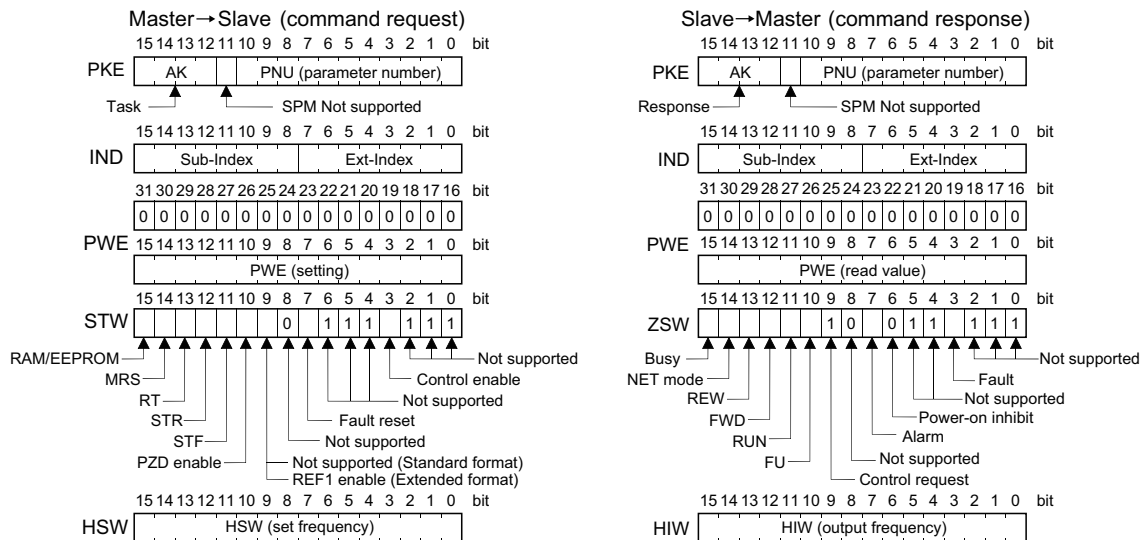 Master→Slave (command request)
15 14 13 12 11 10 9 8 7 6 5 4 3 2 1 0 bit
PKE AK PNU (parameter number)
Task SPM Not supported
15 14 13 12 11 10 9 8 7 6 5 4 3 2 1 0 bit
IND Sub-Index Ext-Index
31 30 29 28 27 26 25 24 23 22 21 20 19 18 17 16 bit
0 0 0 0 0 0 0 0 0 0 0 0 0 0 0 0
PWE 15 14 13 12 11 10 9 8 7 6 5 4 3 2 1 0 bit
PWE (setting)
15 14 13 12 11 10 9 8 7 6 5 4 3 2 1 0 bit
STW 0 1 1 1 1 1 1
RAM/EEPROM Not supported
MRS Control enable
RT Not supported
STR Fault reset
STF Not supported
PZD enable Not supported (Standard format)
REF1 enable (Extended format)
15 14 13 12 11 10 9 8 7 6 5 4 3 2 1 0 bit
HSW HSW (set frequency)
Slave→Master (command response)
15 14 13 12 11 10 9 8 7 6 5 4 3 2 1 0 bit
PKE AK PNU (parameter number)
Response SPM Not supported
15 14 13 12 11 10 9 8 7 6 5 4 3 2 1 0 bit
IND Sub-Index Ext-Index
31 30 29 28 27 26 25 24 23 22 21 20 19 18 17 16 bit
0 0 0 0 0 0 0 0 0 0 0 0 0 0 0 0
PWE 15 14 13 12 11 10 9 8 7 6 5 4 3 2 1 0 bit
PWE (read value)
15 14 13 12 11 10 9 8 7 6 5 4 3 2 1 0 bit
ZSW 1 0 0 1 1 1 1 1
Busy Not supported
NET mode Fault
REW Not supported
FWD Power-on inhibit
RUN Alarm
FU Not supported
Control request
15 14 13 12 11 10 9 8 7 6 5 4 3 2 1 0 bit
HIW HIW (output frequency)